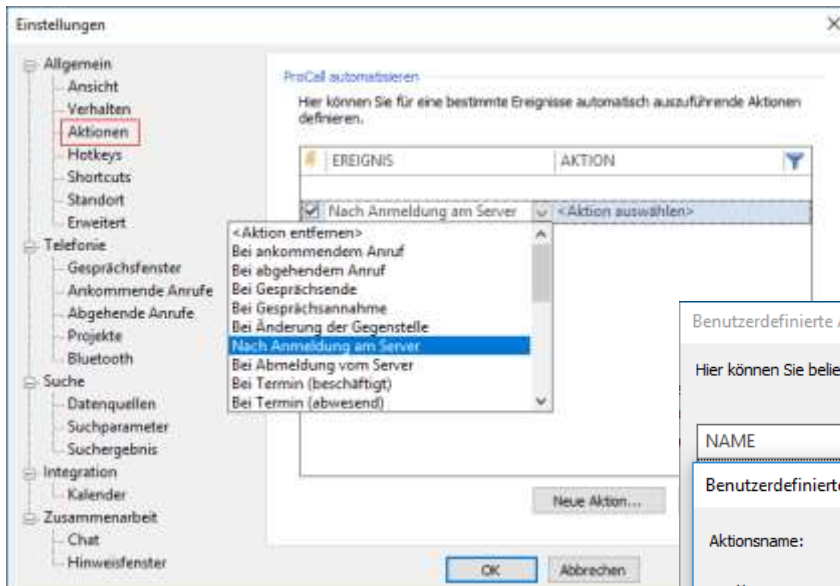 Einstellungen
Allgemein
Ansicht
Verhalten
Aktionen
Hotkeys
Shortcuts
Standort
Erweitert
Telefonie
Gesprächsfenster
Ankommende Anrufe
Abgehende Anrufe
Projekte
Bluetooth
Suche
Datenquellen
Suchparameter
Suchergebnis
Integration
Kalender
Zusammenarbeit
Chat
Hinweisfenster
ProCall automatisieren
Hier können Sie für eine bestimmte Ereignisse automatisch auszuführende Aktionen
definieren.
EREIGNIS AKTION
Nach Anmeldung am Server <Aktion auswählen>
<Aktion entfernen>
Bei ankommendem Anruf
Bei abgehendem Anruf
Bei Gesprächsende
Bei Gesprächsannahme
Bei Änderung der Gegenstelle
Nach Anmeldung am Server
Bei Abmeldung vom Server
Bei Termin (beschäftigt)
Bei Termin (abwesend)
Neue Aktion...
OK Abbrechen
Benutzerdefinierte A
Hier können Sie belie
NAME
Benutzerdefinierte
Aktionsname: